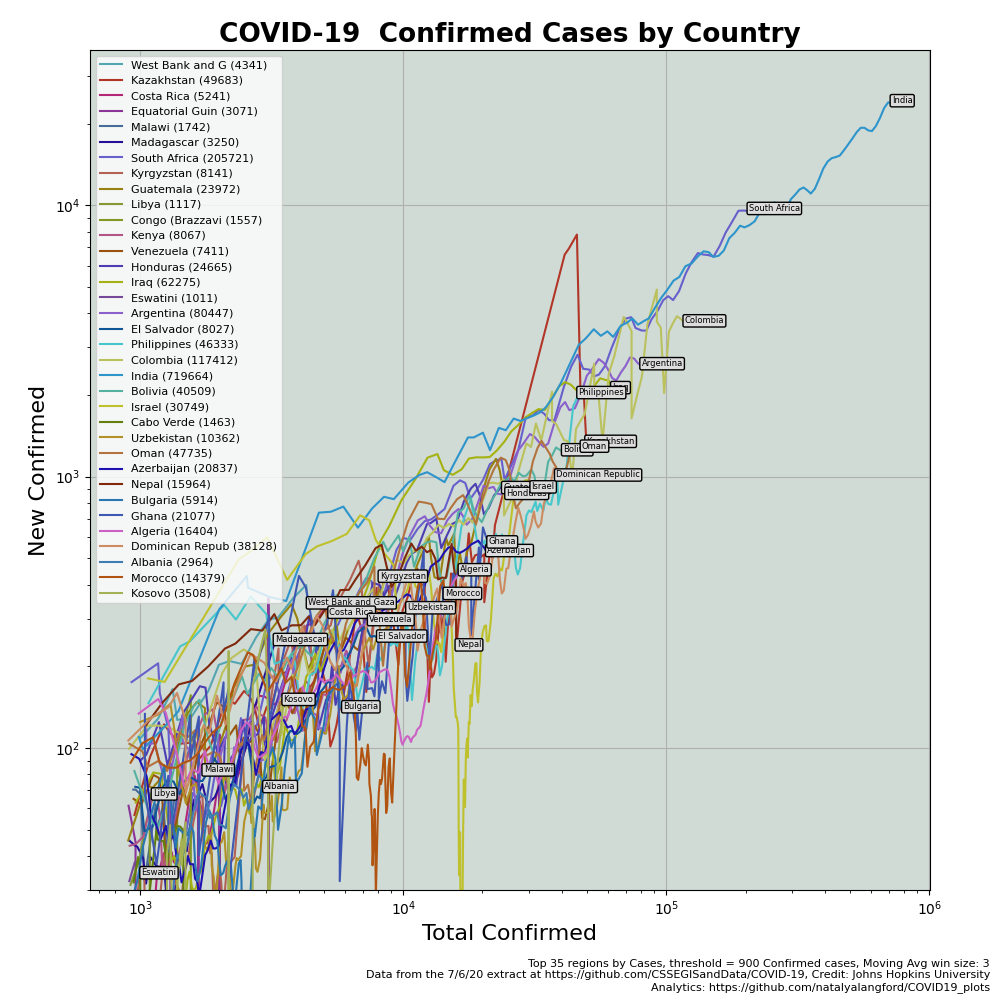 COVID-19  Confirmed Cases by Country
West Bank and G (4341)
Kazakhstan (49683)
Costa Rica (5241)
Equatorial Guin (3071)
Malawi (1742)
Madagascar (3250)
South Africa (205721)
Kyrgyzstan (8141)
Guatemala (23972)
Libya (1117)
Congo (Brazzavi (1557)
Kenya (8067)
Venezuela (7411)
Honduras (24665)
Iraq (62275)
Eswatini (1011)
Argentina (80447)
El Salvador (8027)
Philippines (46333)
Colombia (117412)
India (719664)
Bolivia (40509)
Israel (30749)
Cabo Verde (1463)
Uzbekistan (10362)
Oman (47735)
Azerbaijan (20837)
Nepal (15964)
Bulgaria (5914)
Ghana (21077)
Algeria (16404)
Dominican Repub (38128)
Albania (2964)
Morocco (14379)
Kosovo (3508)
India
South Africa
Colombia
Argentina
Philippines
Oman
Dominican Republic
Israel
Ghana
Azerbaijan
Algeria
Kyrgyzstan
Morocco
West Bank and Gaza
Uzbekistan
Costa Rica
Venezuela
El Salvador
Madagascar
Nepal
Kosovo
Bulgaria
Malawi
Albania
Libya
Eswatini
10⁴
10³
10²
New Confirmed
10³ 10⁴ 10⁵ 10⁶
Total Confirmed
Top 35 regions by Cases, threshold = 900 Confirmed cases, Moving Avg win size: 3
Data from the 7/6/20 extract at https://github.com/CSSEGISandData/COVID-19, Credit: Johns Hopkins University
Analytics: https://github.com/natalyalangford/COVID19_plots